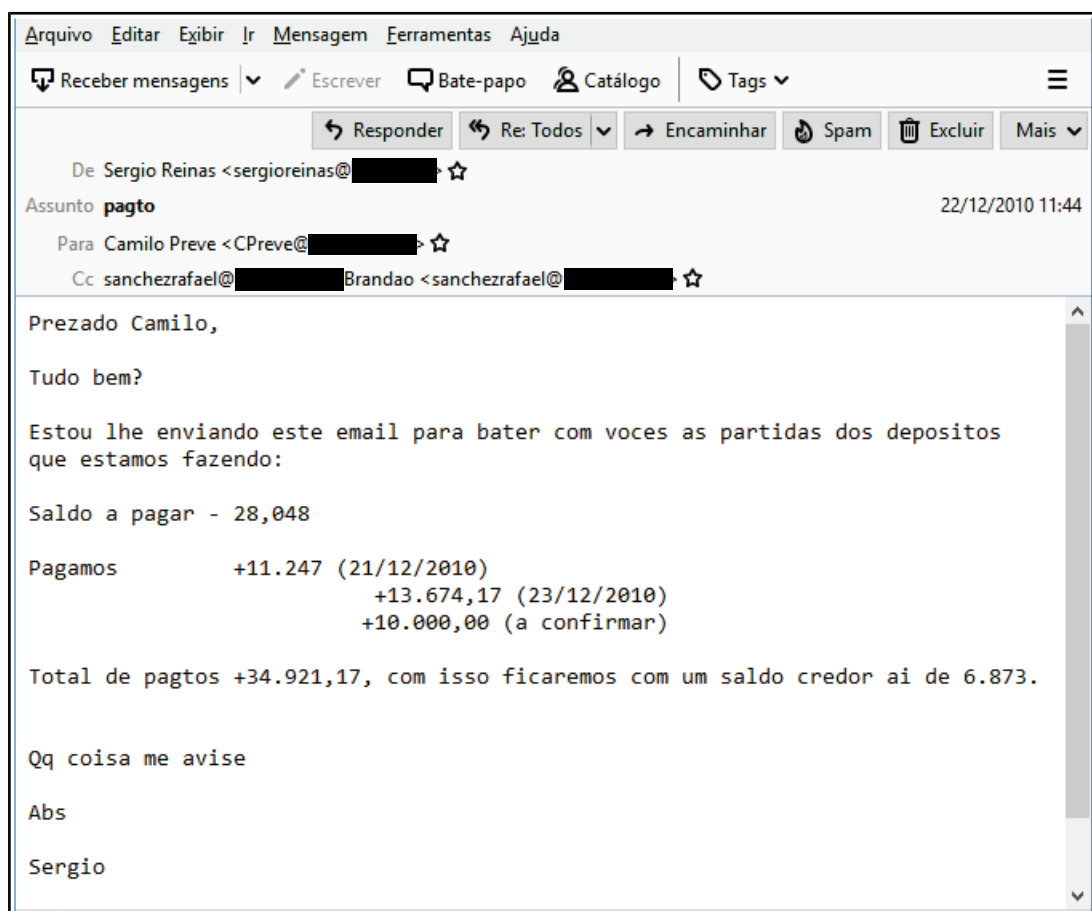 Arquivo Editar Exibir Ir Mensagem Ferramentas Ajuda
Receber mensagens Escrever Bate-papo Catálogo Tags
Responder Re: Todos Encaminhar Spam Excluir Mais
De Sergio Reinas <sergioreinas@ >
Assunto pagto 22/12/2010 11:44
Para Camilo Preve <CPreve@ >
Cc sanchezrafael@ Brandao <sanchezrafael@ >
Prezado Camilo,
Tudo bem?
Estou lhe enviando este email para bater com voces as partidas dos depositos
que estamos fazendo:
Saldo a pagar - 28,048
Pagamos +11.247 (21/12/2010)
+13.674,17 (23/12/2010)
+10.000,00 (a confirmar)
Total de pagtos +34.921,17, com isso ficaremos com um saldo credor ai de 6.873.
Qq coisa me avise
Abs
Sergio